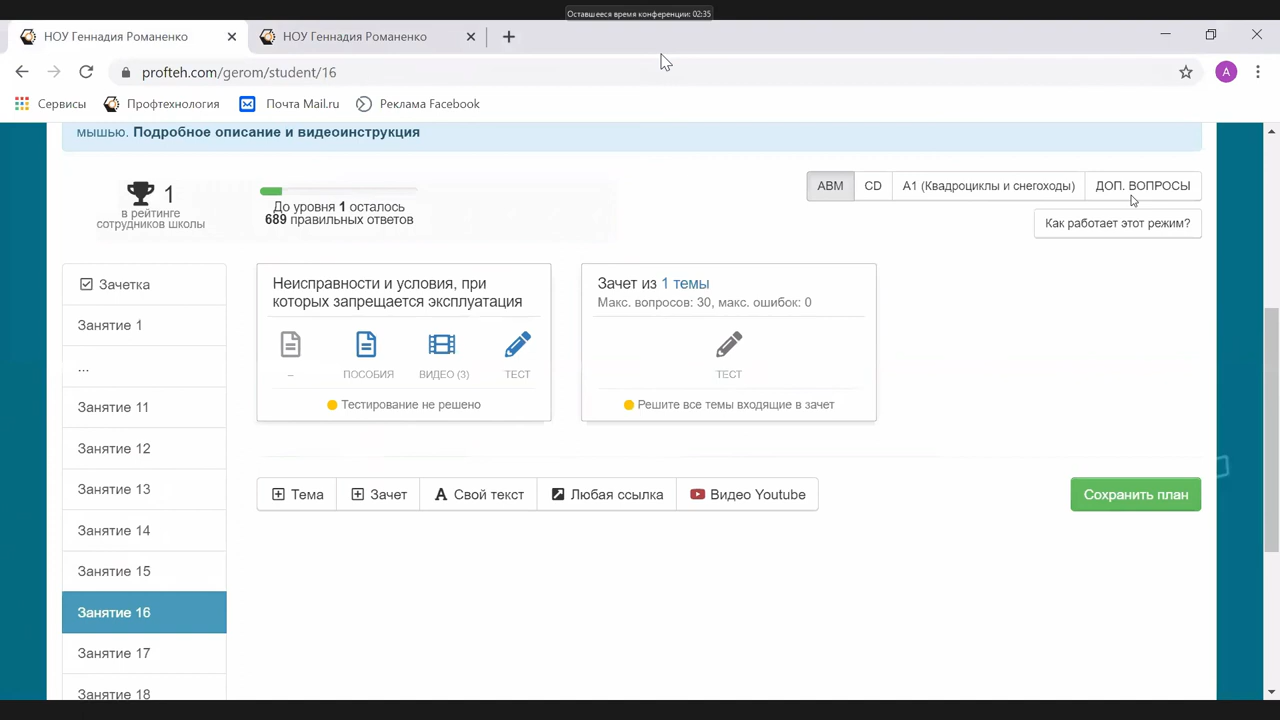 Оставшееся время конференции: 02:35
НОУ Геннадия Романенко
НОУ Геннадия Романенко
profteh.com/gerom/student/16
A
Сервисы
Профтехнология
Почта Mail.ru
Реклама Facebook
мышью. Подробное описание и видеоинструкция
1
в рейтинге
сотрудников школы
До уровня 1 осталось
689 правильных ответов
ABM
CD
A1 (Квадроциклы и снегоходы)
ДОП. ВОПРОСЫ
Как работает этот режим?
Зачетка
Занятие 1
...
Занятие 11
Занятие 12
Занятие 13
Занятие 14
Занятие 15
Занятие 16
Занятие 17
Занятие 18
Неисправности и условия, при
которых запрещается эксплуатация
–
ПОСОБИЯ
ВИДЕО (3)
ТЕСТ
Тестирование не решено
Зачет из 1 темы
Макс. вопросов: 30, макс. ошибок: 0
ТЕСТ
Решите все темы входящие в зачет
Тема
Зачет
A Свой текст
Любая ссылка
Видео Youtube
Сохранить план